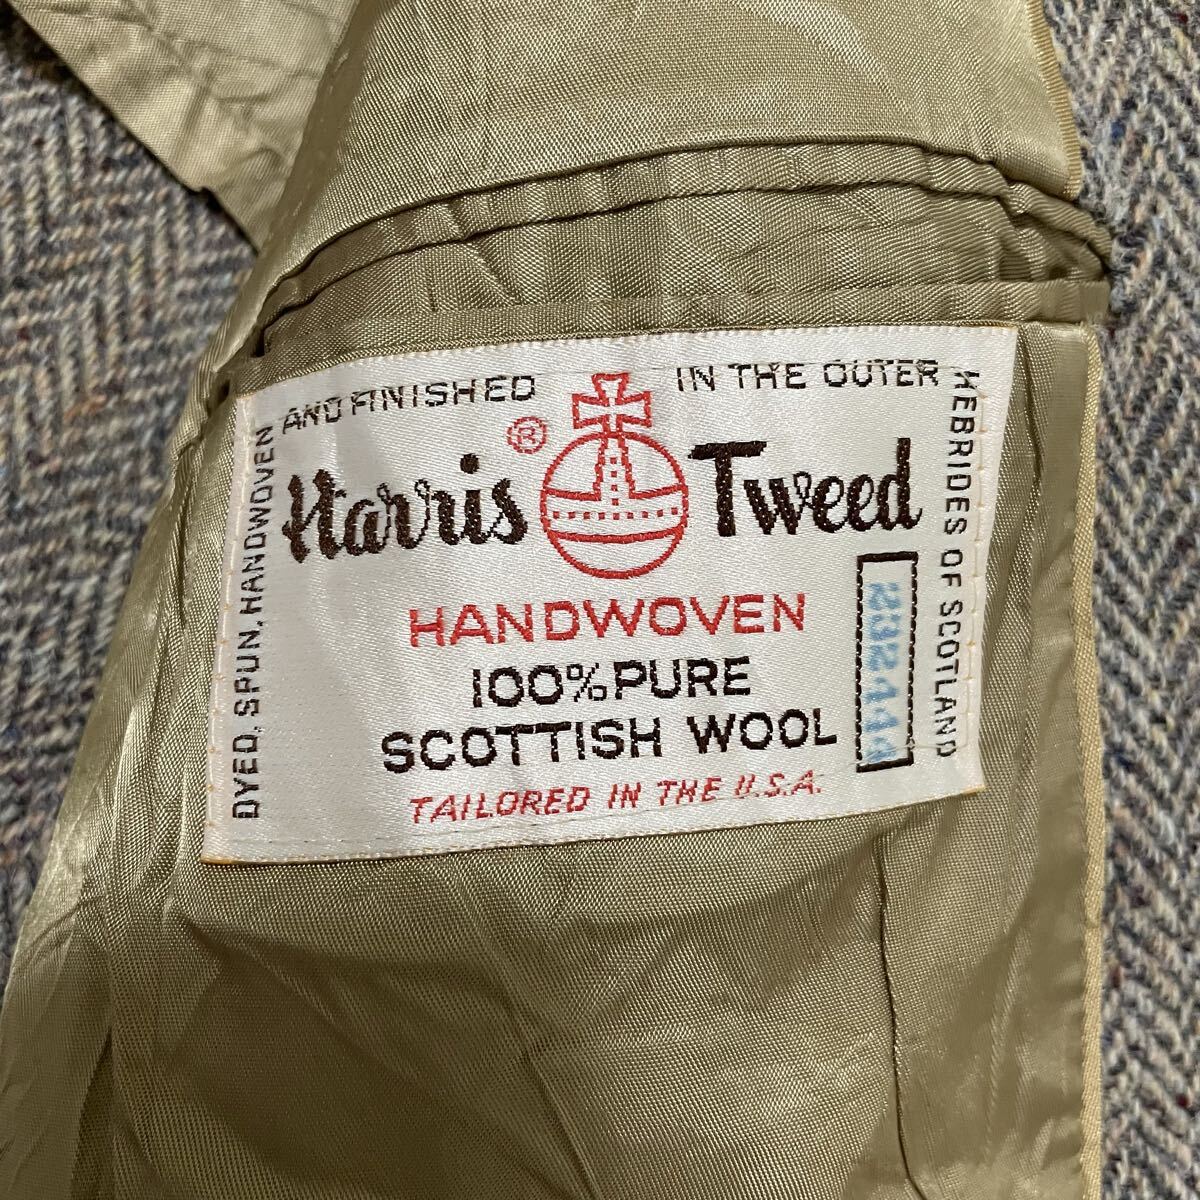 DYED, SPUN, HANDWOVEN
AND FINISHED
IN THE OUTER
HEBRIDES OF SCOTLAND
Harris ® Tweed
HANDWOVEN
100% PURE
SCOTTISH WOOL
TAILORED IN THE U.S.A.